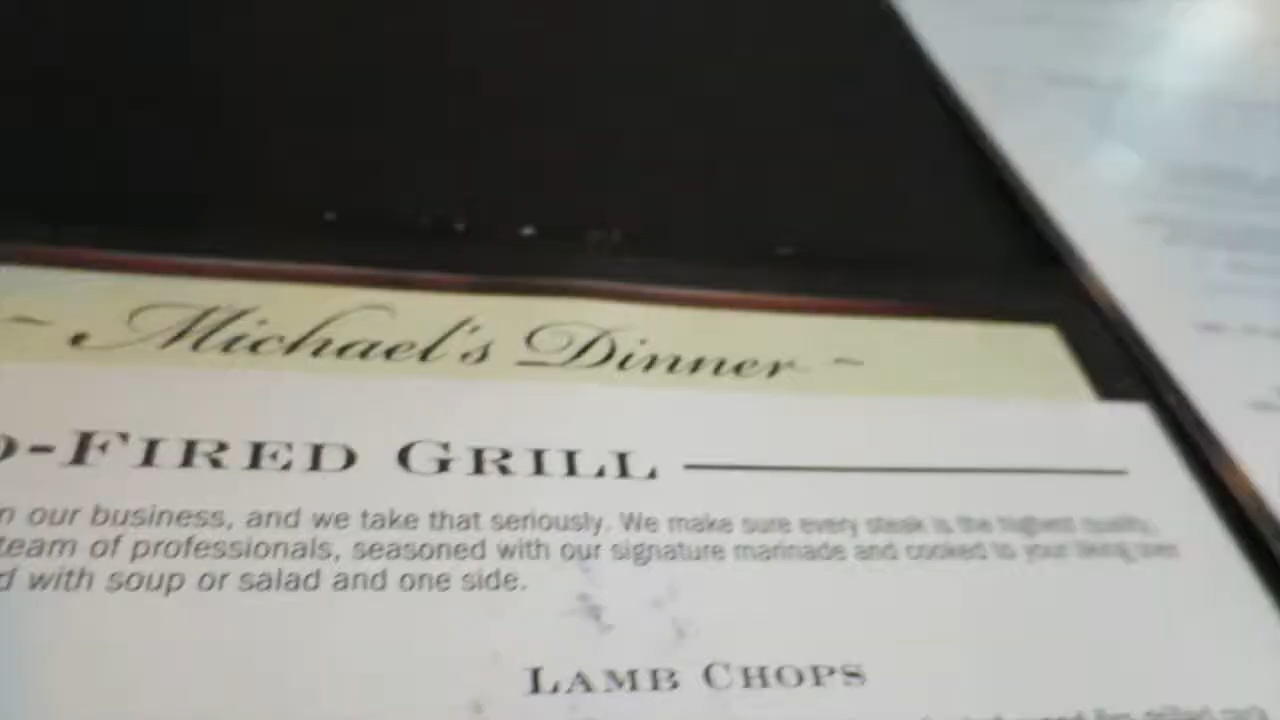 ~ Michael's Dinner ~
-FIRED GRILL
our business, and we take that seriously. We make sure every steak is the highest quality,
team of professionals, seasoned with our signature marinade and cooked to your liking over
with soup or salad and one side.
LAMB CHOPS